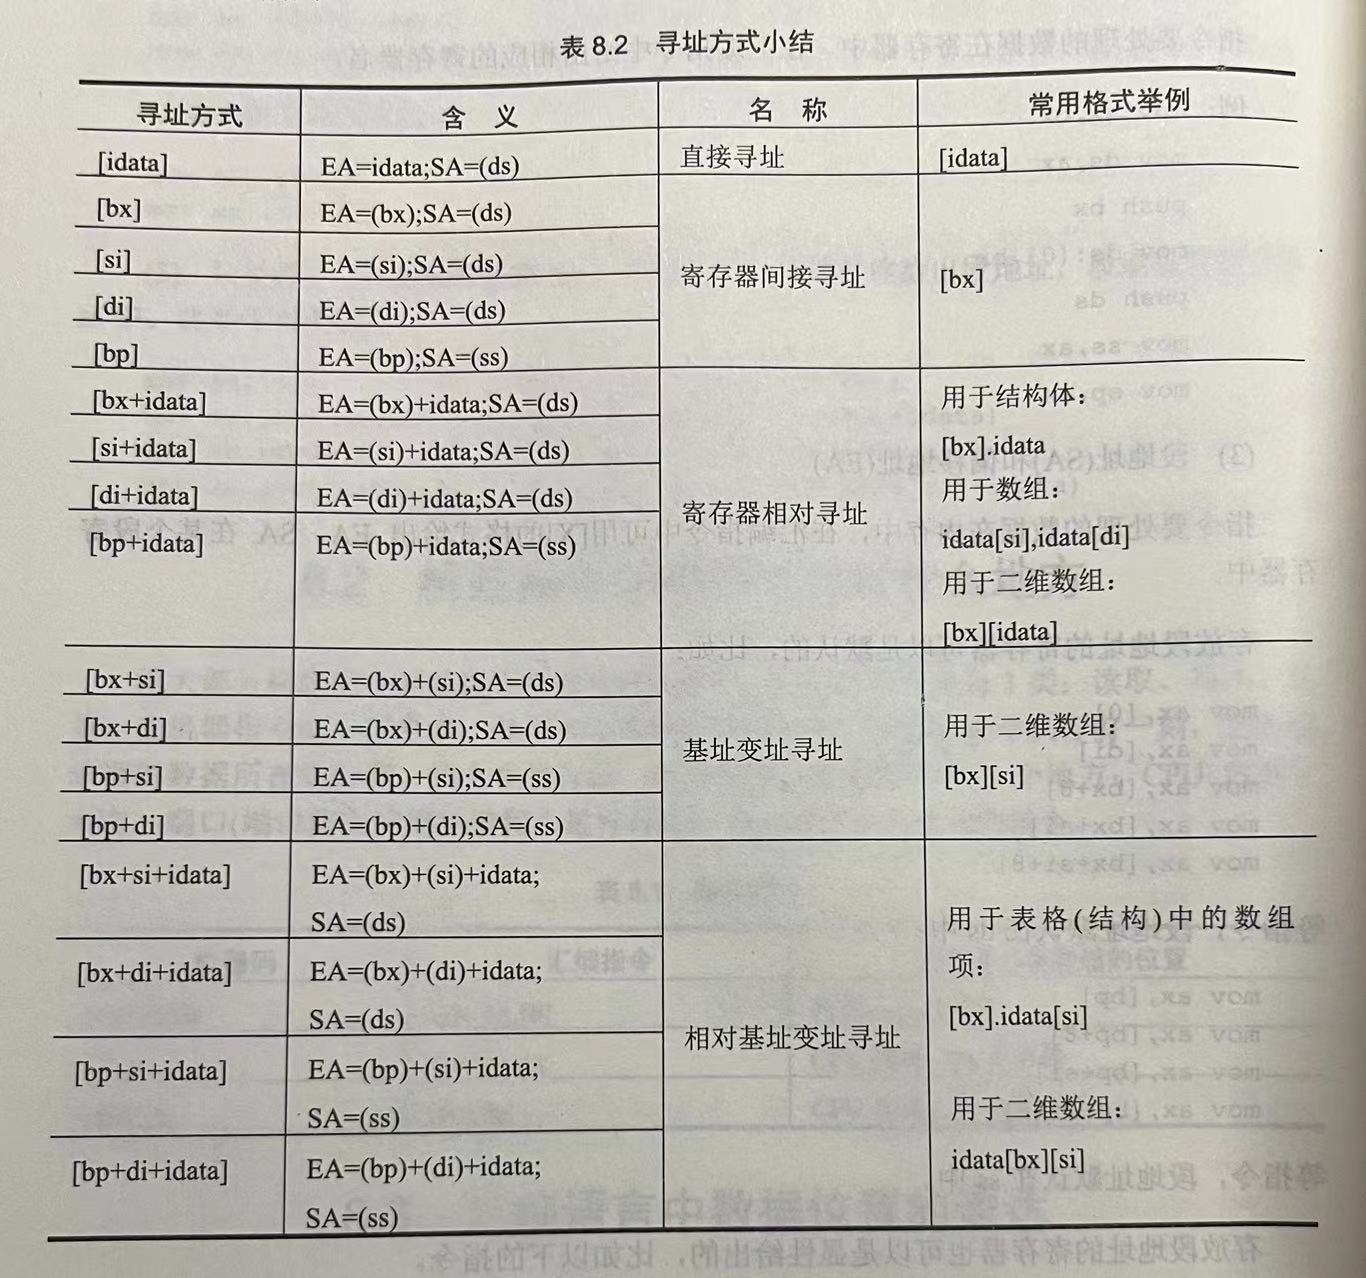 表 8.2 寻址方式小结
寻址方式 含 义 名 称 常用格式举例
[idata] EA=idata;SA=(ds) 直接寻址 [idata]
[bx] EA=(bx);SA=(ds)
[si] EA=(si);SA=(ds)
寄存器间接寻址 [bx]
[di] EA=(di);SA=(ds)
[bp] EA=(bp);SA=(ss)
[bx+idata] EA=(bx)+idata;SA=(ds) 用于结构体：
[si+idata] EA=(si)+idata;SA=(ds) [bx].idata
[di+idata] EA=(di)+idata;SA=(ds) 用于数组：
寄存器相对寻址
[bp+idata] EA=(bp)+idata;SA=(ss) idata[si],idata[di]
用于二维数组：
[bx][idata]
[bx+si] EA=(bx)+(si);SA=(ds)
[bx+di] EA=(bx)+(di);SA=(ds) 用于二维数组：
基址变址寻址
[bp+si] EA=(bp)+(si);SA=(ss) [bx][si]
[bp+di] EA=(bp)+(di);SA=(ss)
[bx+si+idata] EA=(bx)+(si)+idata;
SA=(ds) 用于表格(结构)中的数组
[bx+di+idata] EA=(bx)+(di)+idata; 项：
SA=(ds) [bx].idata[si]
相对基址变址寻址
[bp+si+idata] EA=(bp)+(si)+idata;
SA=(ss) 用于二维数组：
[bp+di+idata] EA=(bp)+(di)+idata; idata[bx][si]
SA=(ss)